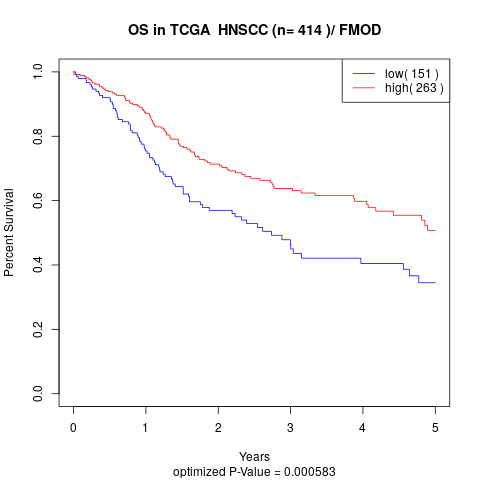 OS in TCGA  HNSCC (n= 414 )/ FMOD
low( 151 )
high( 263 )
Percent Survival
1.0
0.8
0.6
0.4
0.2
0.0
0 1 2 3 4 5
Years
optimized P-Value = 0.000583